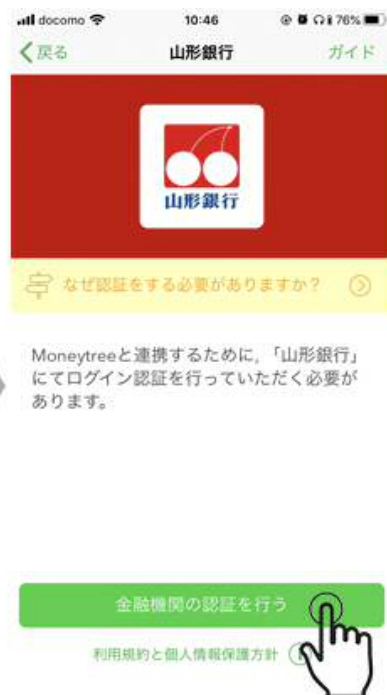 docomo 10:46 76%
戻る 山形銀行 ガイド
山形銀行
なぜ認証をする必要がありますか？
Moneytreeと連携するために,「山形銀行」
にてログイン認証を行っていただく必要が
あります。
金融機関の認証を行う
利用規約と個人情報保護方針